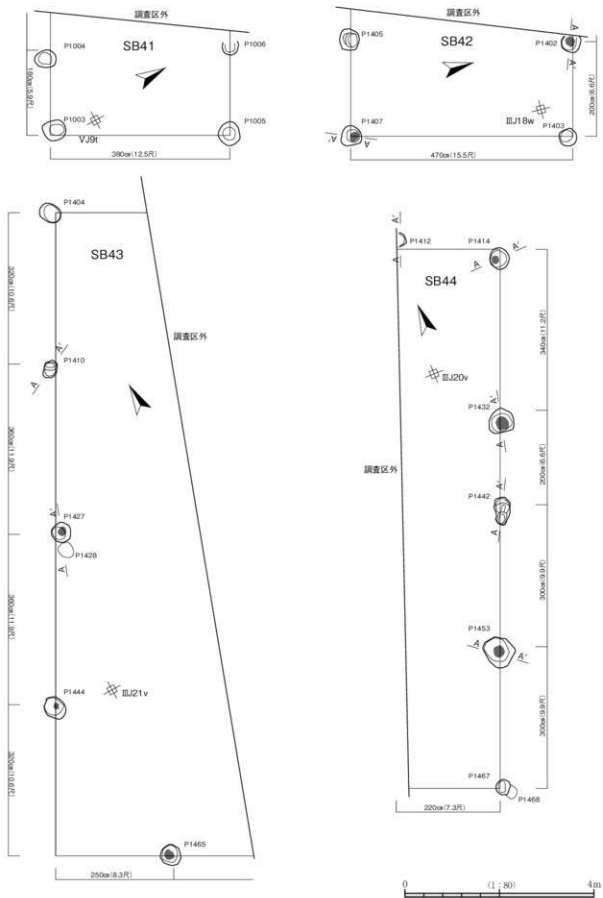 調査区外
P1004
SB41
P1006
180㎝(5.9尺)
P1003
VJ9t
P1005
380㎝(12.5尺)
調査区外
P1405
SB42
P1402
A
A'
200㎝(6.6尺)
ⅢJ18w
P1407
P1403
A'
A
470㎝(15.5尺)
P1404
SB43
320㎝(10.6尺)
調査区外
P1410
A'
A
360㎝(11.9尺)
P1427
A'
P1428
A
360㎝(11.9尺)
ⅢJ21v
P1444
320㎝(10.6尺)
P1465
250㎝(8.3尺)
A'
P1412
P1414
A
A'
A
SB44
340㎝(11.2尺)
ⅢJ20v
P1432
A'
A
200㎝(6.6尺)
調査区外
P1442
A'
A
300㎝(9.9尺)
P1453
A
A'
300㎝(9.9尺)
P1467
P1468
220㎝(7.3尺)
0
(1:80)
4m